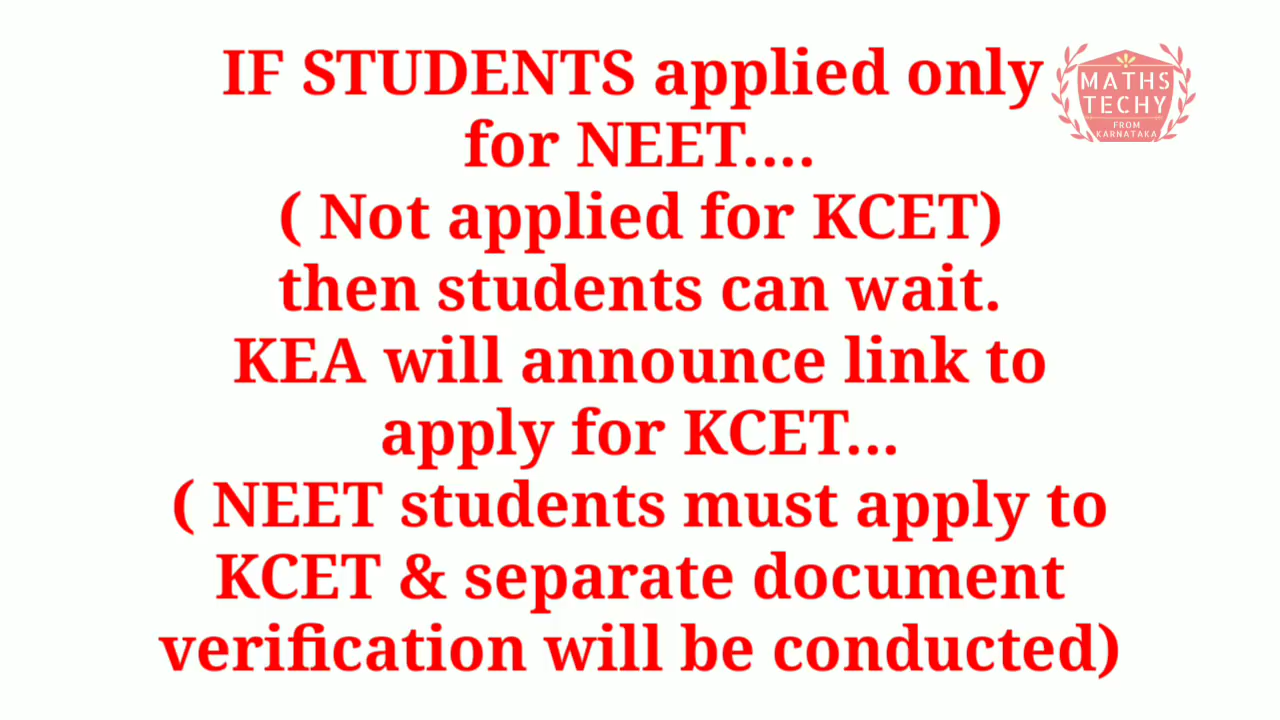 IF STUDENTS applied only
for NEET....
( Not applied for KCET)
then students can wait.
KEA will announce link to
apply for KCET...
( NEET students must apply to
KCET & separate document
verification will be conducted)
MATHS
TECHY
FROM
KARNATAKA